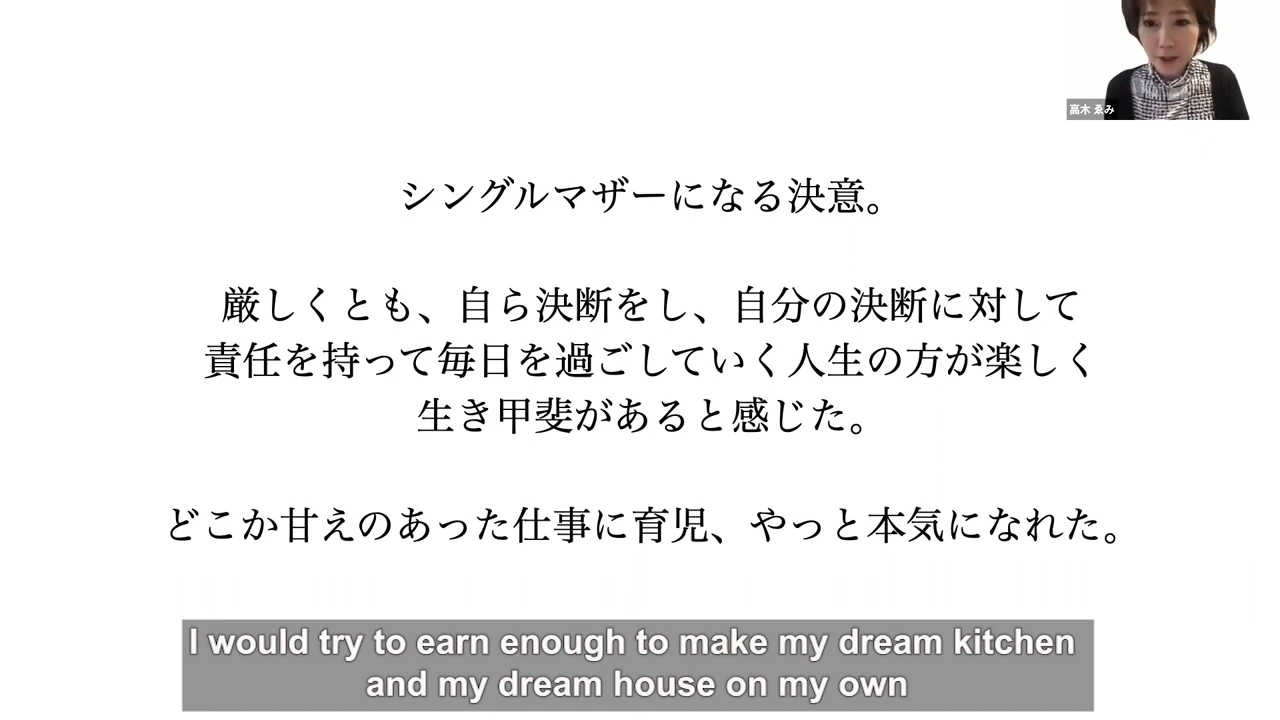 高木 ゑみ
シングルマザーになる決意。
厳しくとも、自ら決断をし、自分の決断に対して
責任を持って毎日を過ごしていく人生の方が楽しく
生き甲斐があると感じた。
どこか甘えのあった仕事に育児、やっと本気になれた。
I would try to earn enough to make my dream kitchen
and my dream house on my own